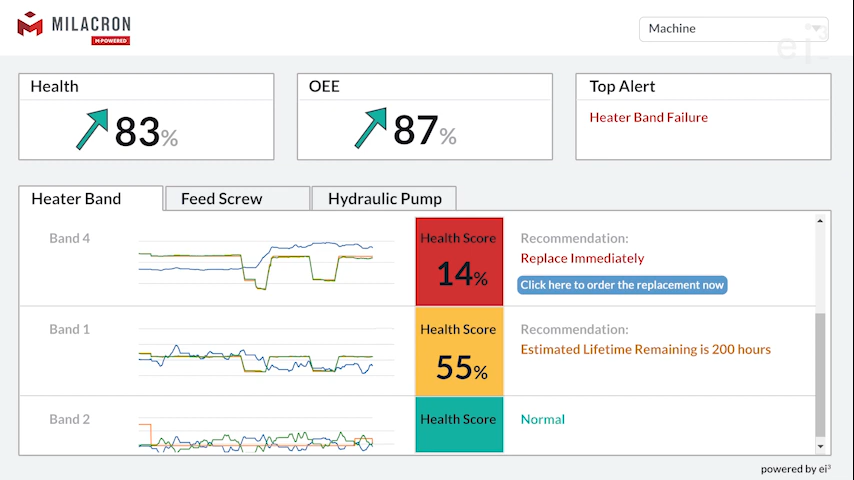 MILACRON
M-POWERED
Machine
ei³
Health
OEE
Top Alert
83%
87%
Heater Band Failure
Heater Band
Feed Screw
Hydraulic Pump
Band 4
Health Score
14%
Recommendation:
Replace Immediately
Click here to order the replacement now
Band 1
Health Score
55%
Recommendation:
Estimated Lifetime Remaining is 200 hours
Band 2
Health Score
Normal
powered by ei³